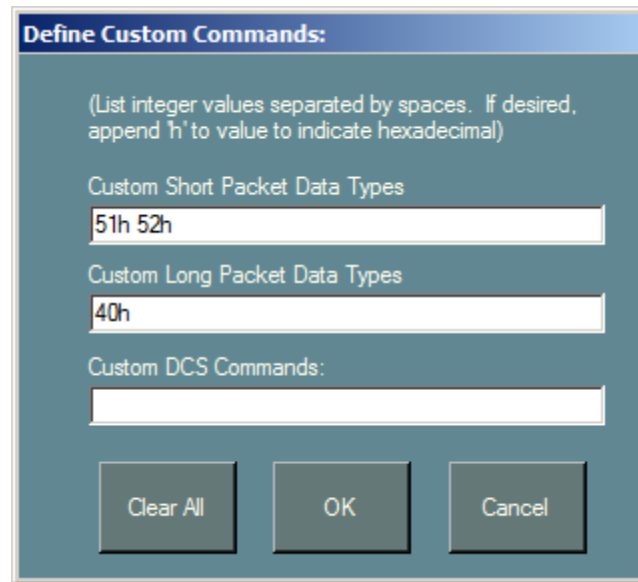 Define Custom Commands:
(List integer values separated by spaces.  If desired,
append 'h' to value to indicate hexadecimal)
Custom Short Packet Data Types
51h 52h
Custom Long Packet Data Types
40h
Custom DCS Commands:
Clear All OK Cancel